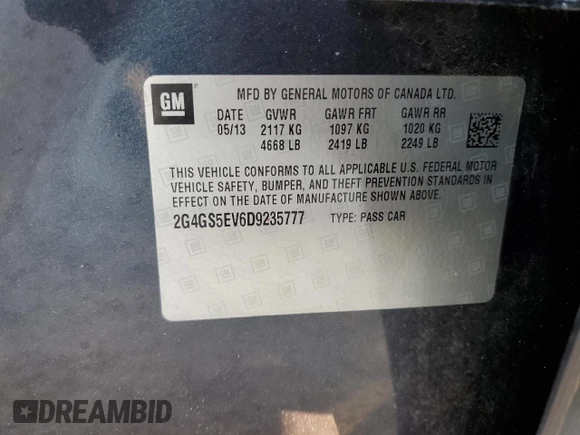 GM
MFD BY GENERAL MOTORS OF CANADA LTD.
DATE GVWR GAWR FRT GAWR RR
05/13 2117 KG 1097 KG 1020 KG
4668 LB 2419 LB 2249 LB
THIS VEHICLE CONFORMS TO ALL APPLICABLE U.S. FEDERAL MOTOR
VEHICLE SAFETY, BUMPER, AND THEFT PREVENTION STANDARDS IN
EFFECT ON THE DATE OF MANUFACTURE SHOWN ABOVE.
2G4GS5EV6D9235777 TYPE: PASS CAR
DREAMBID